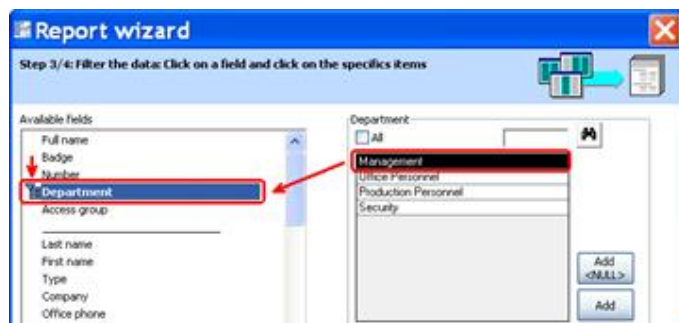 Report wizard
Step 3/4: Filter the data: Click on a field and click on the specifics items
Available fields
Full name
Badge
Number
Department
Access group
Last name
First name
Type
Company
Office phone
Department
All
Management
Office Personnel
Production Personnel
Security
Add
<NULL>
Add